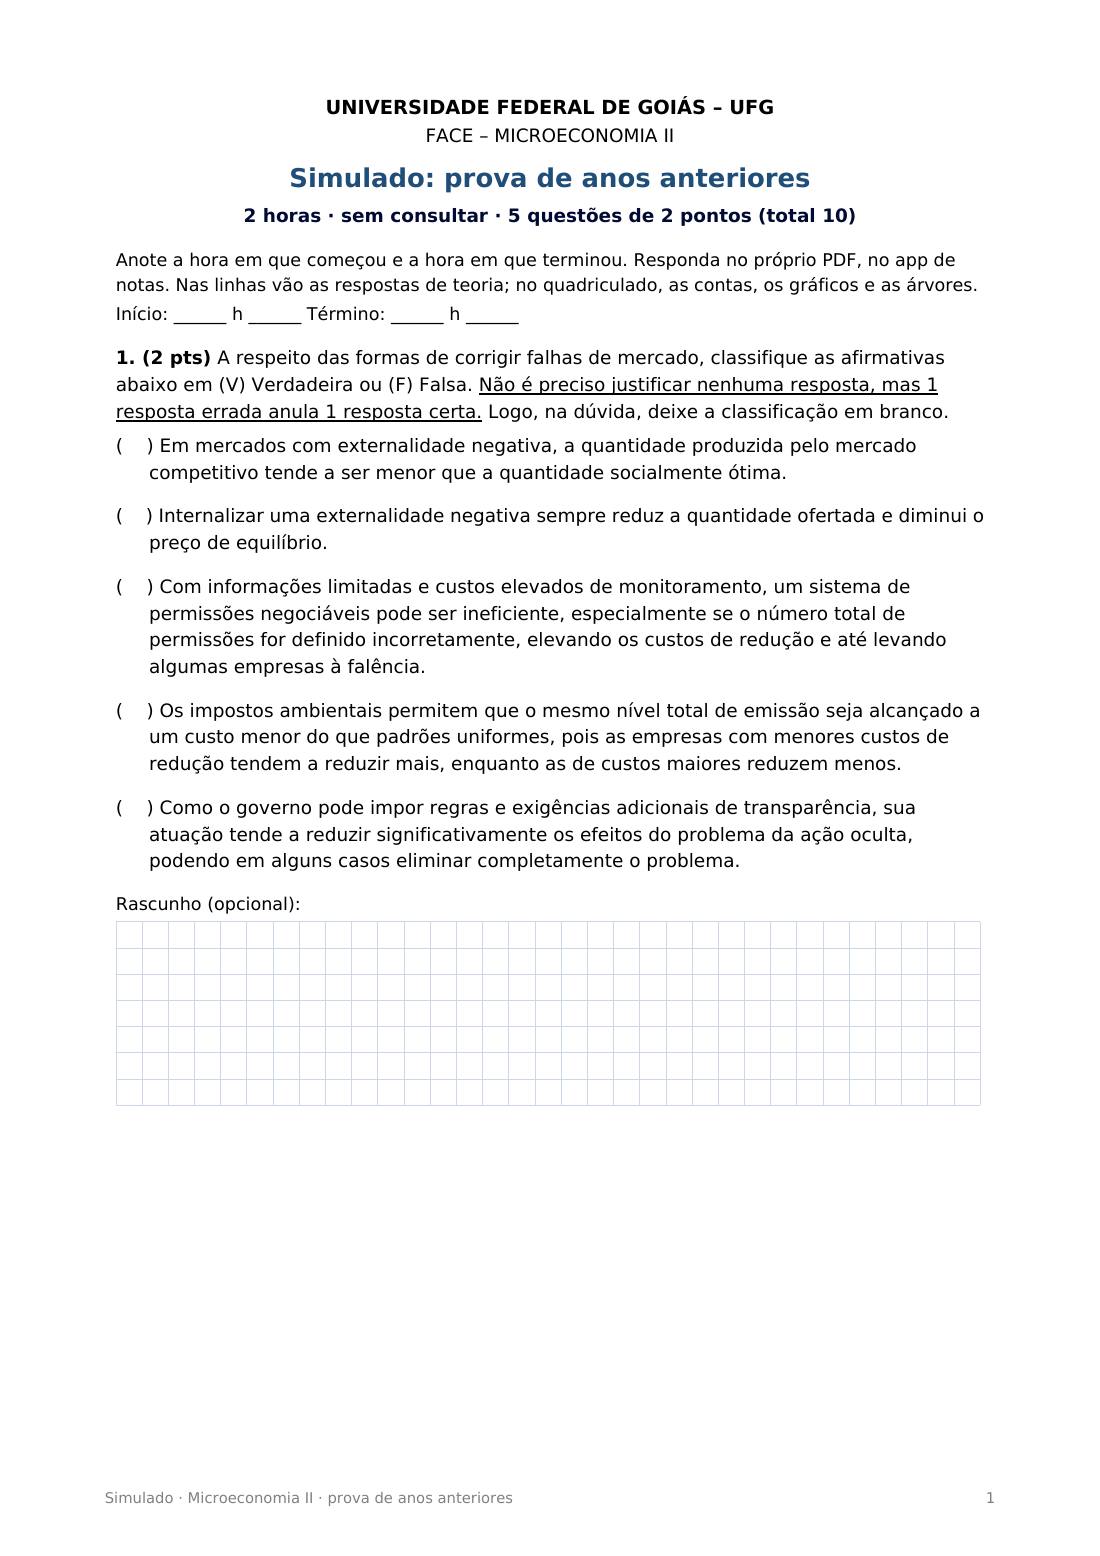 UNIVERSIDADE FEDERAL DE GOIÁS – UFG
FACE – MICROECONOMIA II
Simulado: prova de anos anteriores
2 horas · sem consultar · 5 questões de 2 pontos (total 10)
Anote a hora em que começou e a hora em que terminou. Responda no próprio PDF, no app de
notas. Nas linhas vão as respostas de teoria; no quadriculado, as contas, os gráficos e as árvores.
Início: ______ h ______ Término: ______ h ______
1. (2 pts) A respeito das formas de corrigir falhas de mercado, classifique as afirmativas
abaixo em (V) Verdadeira ou (F) Falsa. Não é preciso justificar nenhuma resposta, mas 1
resposta errada anula 1 resposta certa. Logo, na dúvida, deixe a classificação em branco.
(    ) Em mercados com externalidade negativa, a quantidade produzida pelo mercado
competitivo tende a ser menor que a quantidade socialmente ótima.
(    ) Internalizar uma externalidade negativa sempre reduz a quantidade ofertada e diminui o
preço de equilíbrio.
(    ) Com informações limitadas e custos elevados de monitoramento, um sistema de
permissões negociáveis pode ser ineficiente, especialmente se o número total de
permissões for definido incorretamente, elevando os custos de redução e até levando
algumas empresas à falência.
(    ) Os impostos ambientais permitem que o mesmo nível total de emissão seja alcançado a
um custo menor do que padrões uniformes, pois as empresas com menores custos de
redução tendem a reduzir mais, enquanto as de custos maiores reduzem menos.
(    ) Como o governo pode impor regras e exigências adicionais de transparência, sua
atuação tende a reduzir significativamente os efeitos do problema da ação oculta,
podendo em alguns casos eliminar completamente o problema.
Rascunho (opcional):
Simulado · Microeconomia II · prova de anos anteriores 1